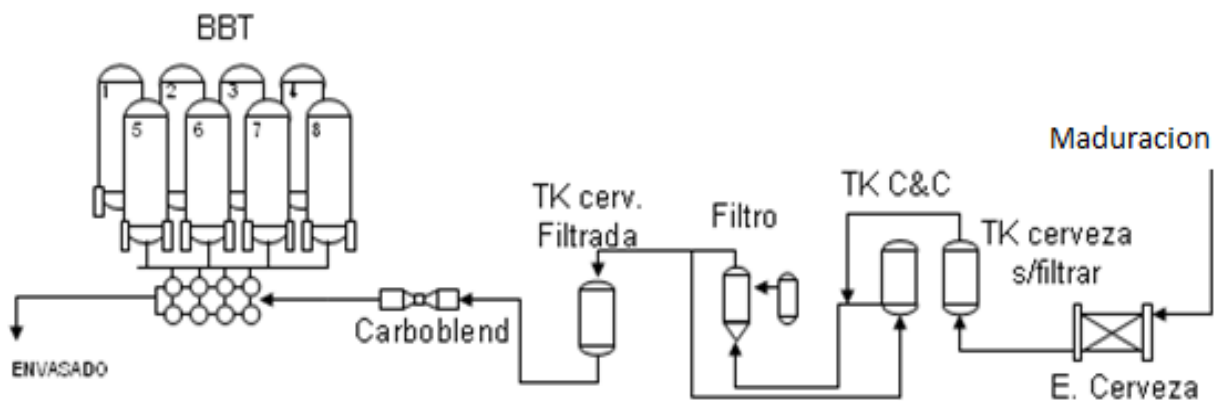 BBT
1 2 3 4
5 6 7 8
Maduracion
TK C&C
TK cerv.
Filtrada
Filtro
TK cerveza
s/filtrar
Carboblend
E. Cerveza
ENVASADO